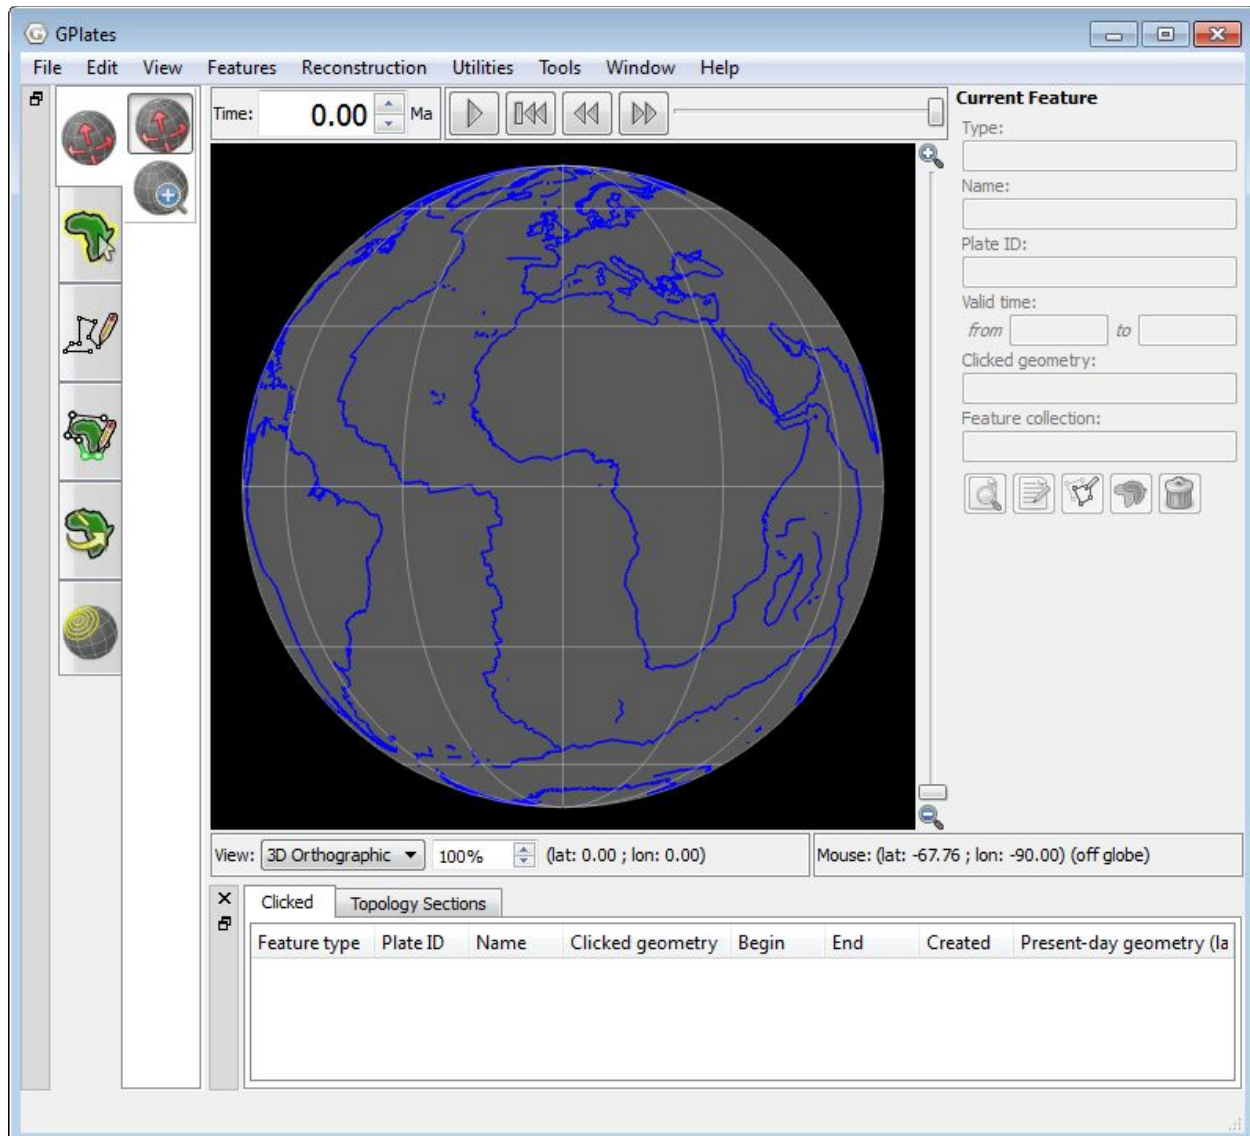 GPlates
File Edit View Features Reconstruction Utilities Tools Window Help
Time: 0.00 Ma
Current Feature
Type:
Name:
Plate ID:
Valid time:
from to
Clicked geometry:
Feature collection:
View: 3D Orthographic 100% (lat: 0.00 ; lon: 0.00) Mouse: (lat: -67.76 ; lon: -90.00) (off globe)
Clicked Topology Sections
Feature type Plate ID Name Clicked geometry Begin End Created Present-day geometry (la